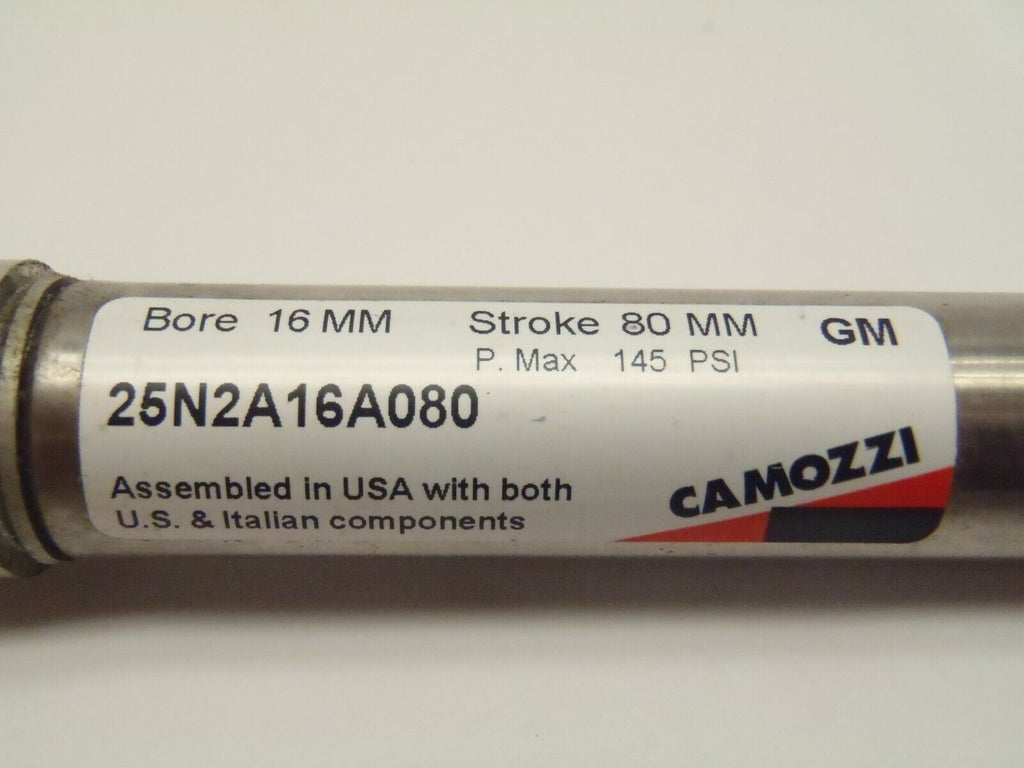 Bore 16 MM Stroke 80 MM GM
P. Max 145 PSI
25N2A16A080
Assembled in USA with both
U.S. & Italian components
CAMOZZI